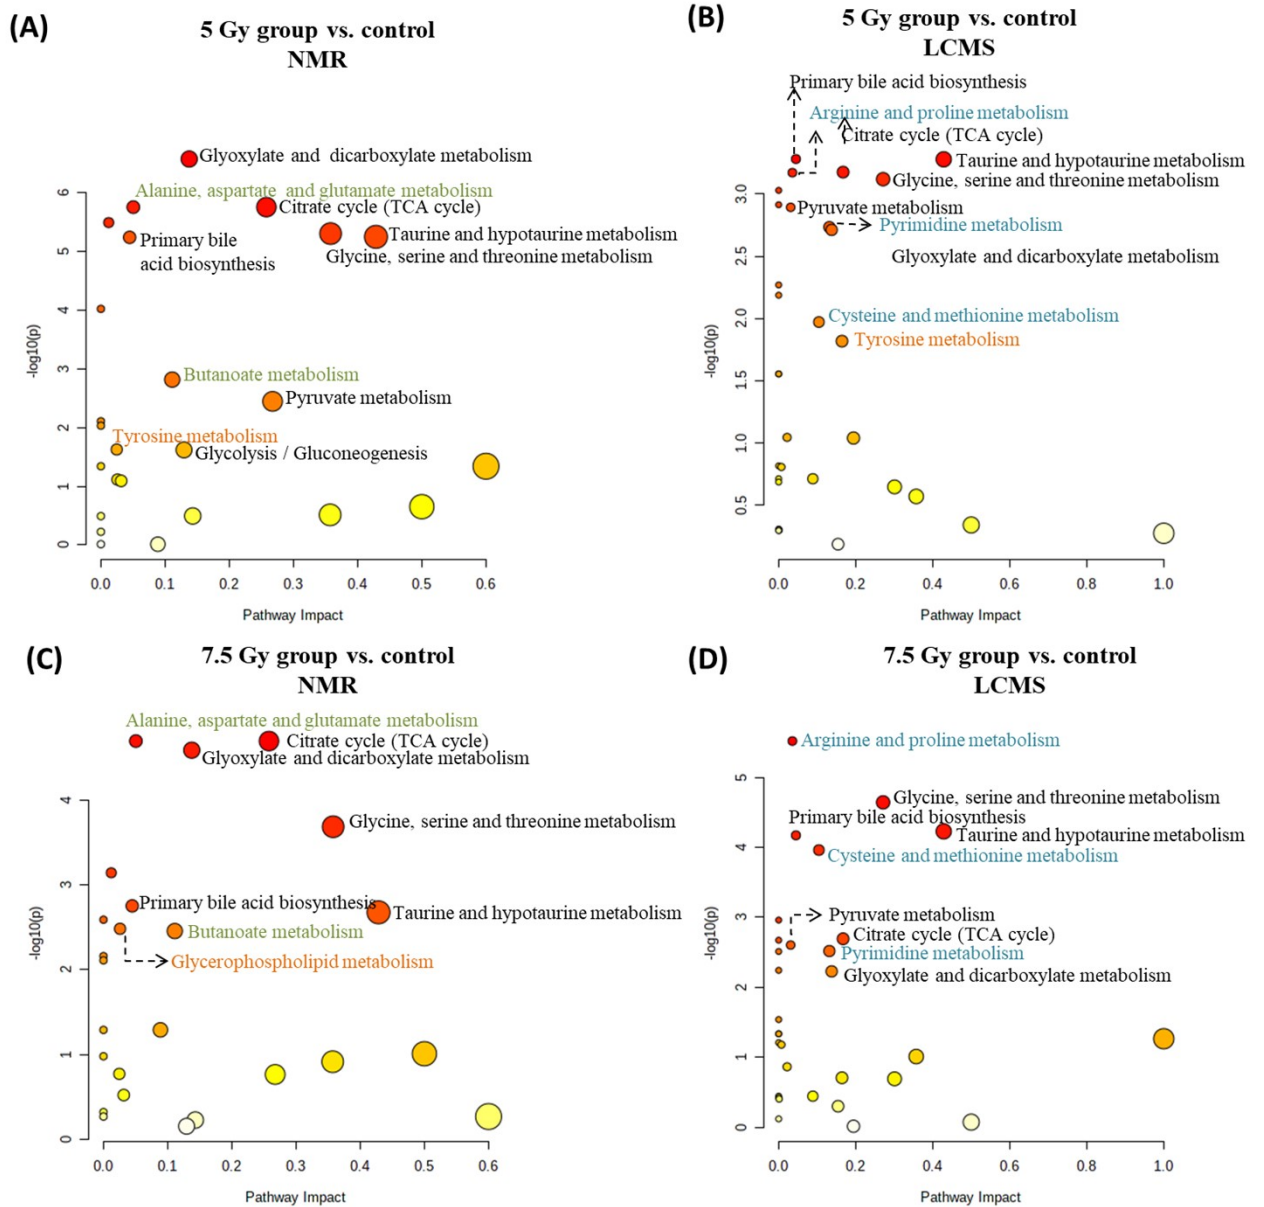 (A)
5 Gy group vs. control
NMR
Glyoxylate and dicarboxylate metabolism
6
Alanine, aspartate and glutamate metabolism
Citrate cycle (TCA cycle)
Primary bile
acid biosynthesis
Taurine and hypotaurine metabolism
Glycine, serine and threonine metabolism
5
4
-log10(p)
3
Butanoate metabolism
Pyruvate metabolism
2
Tyrosine metabolism
Glycolysis / Gluconeogenesis
1
0
0.0 0.1 0.2 0.3 0.4 0.5 0.6
Pathway Impact
(B)
5 Gy group vs. control
LCMS
Primary bile acid biosynthesis
Arginine and proline metabolism
Citrate cycle (TCA cycle)
Taurine and hypotaurine metabolism
Glycine, serine and threonine metabolism
3.0
Pyruvate metabolism
Pyrimidine metabolism
Glyoxylate and dicarboxylate metabolism
2.5
2.0
Cysteine and methionine metabolism
Tyrosine metabolism
-log10(p)
1.5
1.0
0.5
0.0 0.2 0.4 0.6 0.8 1.0
Pathway Impact
(C)
7.5 Gy group vs. control
NMR
Alanine, aspartate and glutamate metabolism
Citrate cycle (TCA cycle)
Glyoxylate and dicarboxylate metabolism
4
Glycine, serine and threonine metabolism
3
Primary bile acid biosynthesis
Taurine and hypotaurine metabolism
Butanoate metabolism
-log10(p)
Glycerophospholipid metabolism
2
1
0
0.0 0.1 0.2 0.3 0.4 0.5 0.6
Pathway Impact
(D)
7.5 Gy group vs. control
LCMS
Arginine and proline metabolism
5
Glycine, serine and threonine metabolism
Primary bile acid biosynthesis
Taurine and hypotaurine metabolism
4
Cysteine and methionine metabolism
3
Pyruvate metabolism
Citrate cycle (TCA cycle)
-log10(p)
Pyrimidine metabolism
Glyoxylate and dicarboxylate metabolism
2
1
0
0.0 0.2 0.4 0.6 0.8 1.0
Pathway Impact